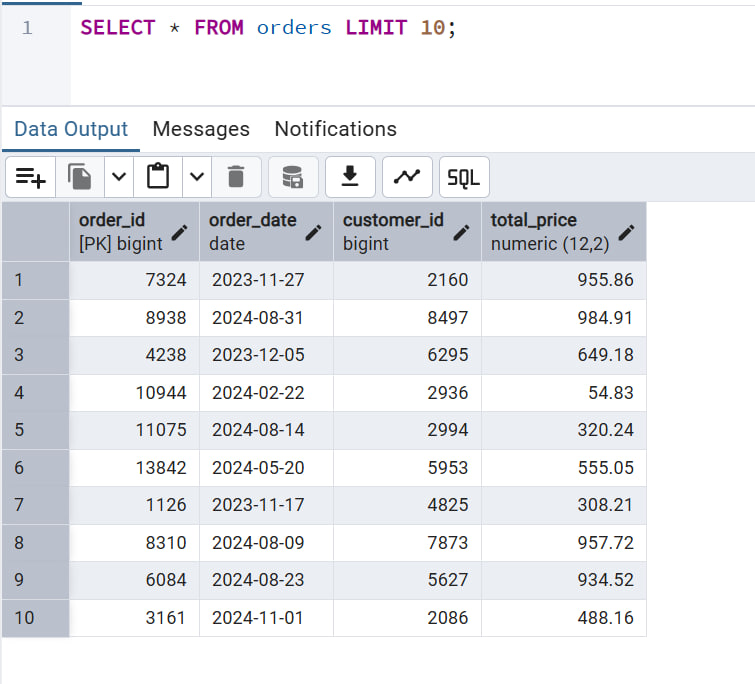 1 SELECT * FROM orders LIMIT 10;
Data Output Messages Notifications
SQL
order_id order_date customer_id total_price
[PK] bigint date bigint numeric (12,2)
1 7324 2023-11-27 2160 955.86
2 8938 2024-08-31 8497 984.91
3 4238 2023-12-05 6295 649.18
4 10944 2024-02-22 2936 54.83
5 11075 2024-08-14 2994 320.24
6 13842 2024-05-20 5953 555.05
7 1126 2023-11-17 4825 308.21
8 8310 2024-08-09 7873 957.72
9 6084 2024-08-23 5627 934.52
10 3161 2024-11-01 2086 488.16